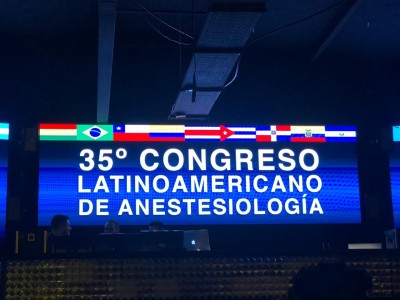 35º CONGRESO
LATINOAMERICANO
DE ANESTESIOLOGÍA